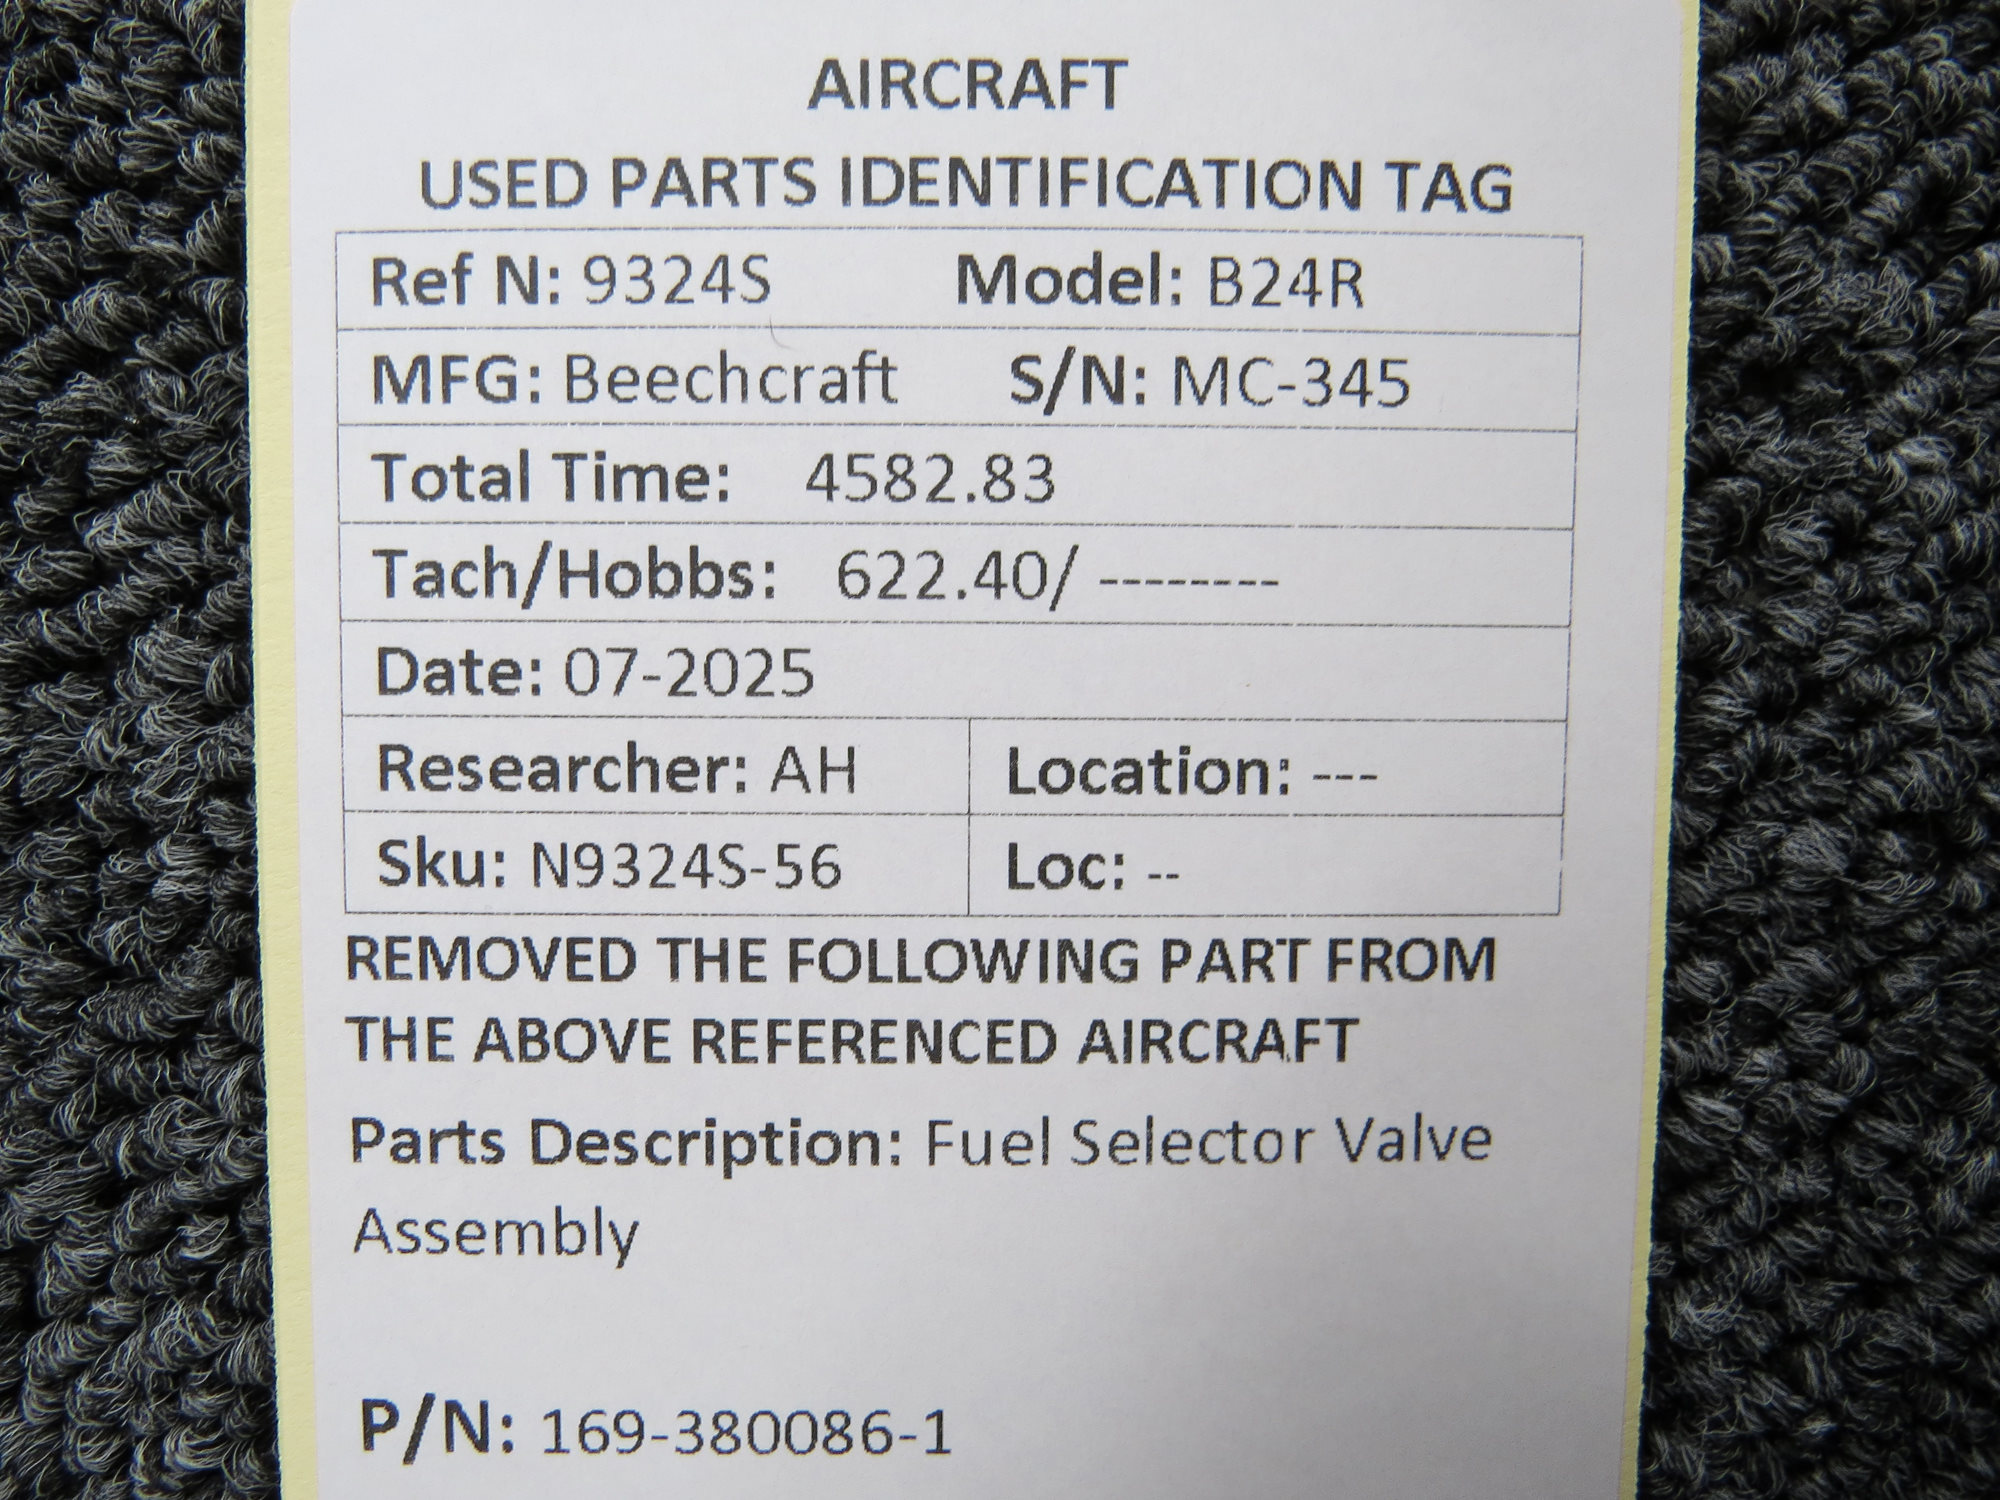 AIRCRAFT
USED PARTS IDENTIFICATION TAG
Ref N: 9324S Model: B24R
MFG: Beechcraft S/N: MC-345
Total Time: 4582.83
Tach/Hobbs: 622.40/ --------
Date: 07-2025
Researcher: AH Location: ---
Sku: N9324S-56 Loc: --
REMOVED THE FOLLOWING PART FROM
THE ABOVE REFERENCED AIRCRAFT
Parts Description: Fuel Selector Valve
Assembly
P/N: 169-380086-1